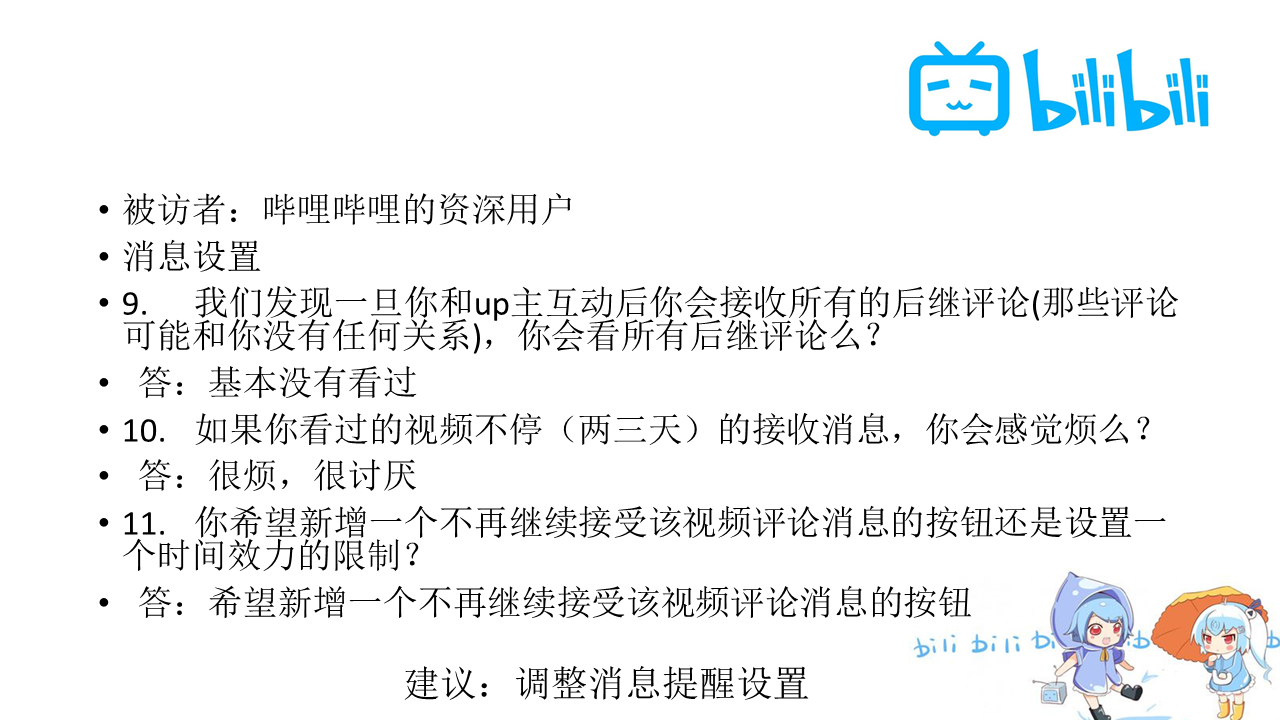 bilibili
• 被访者：哔哩哔哩的资深用户
• 消息设置
• 9. 我们发现一旦你和up主互动后你会接收所有的后继评论(那些评论
可能和你没有任何关系)，你会看所有后继评论么？
• 答：基本没有看过
• 10. 如果你看过的视频不停（两三天）的接收消息，你会感觉烦么？
• 答：很烦，很讨厌
• 11. 你希望新增一个不再继续接受该视频评论消息的按钮还是设置一
个时间效力的限制？
• 答：希望新增一个不再继续接受该视频评论消息的按钮
bili bili bi
建议：调整消息提醒设置